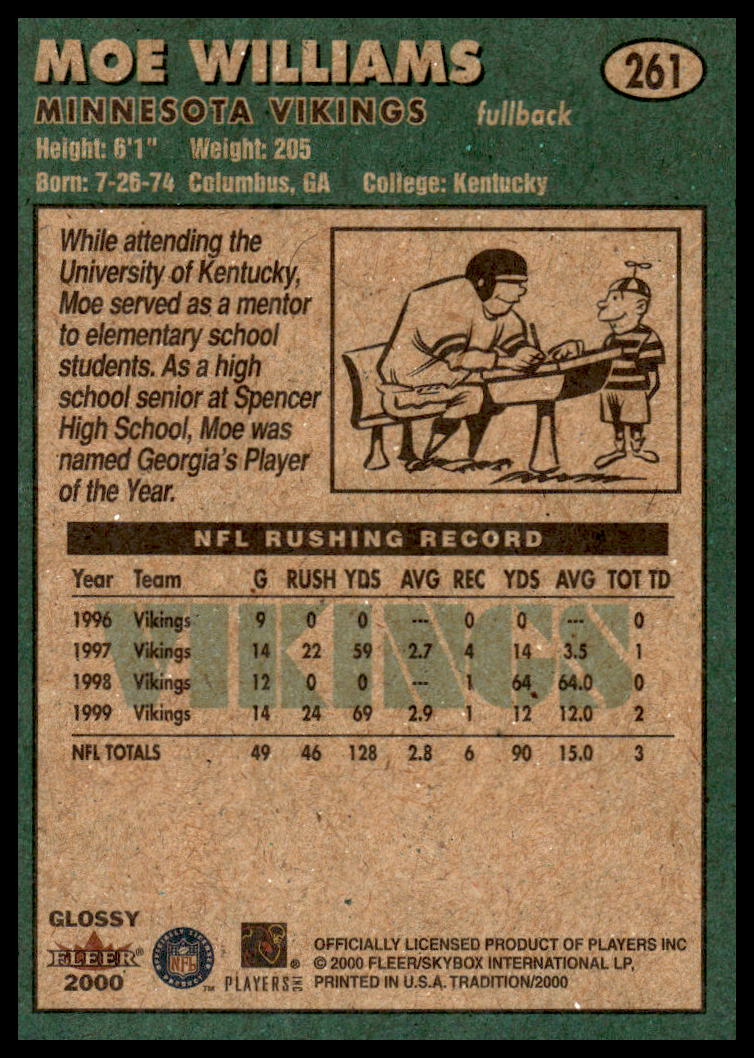 MOE WILLIAMS
261
MINNESOTA VIKINGS fullback
Height: 6'1" Weight: 205
Born: 7-26-74 Columbus, GA College: Kentucky
While attending the
University of Kentucky,
Moe served as a mentor
to elementary school
students. As a high
school senior at Spencer
High School, Moe was
named Georgia's Player
of the Year.
NFL RUSHING RECORD
Year Team G RUSH YDS AVG REC YDS AVG TOT TD
VIKINGS
1996 Vikings 9 0 0 --- 0 0 --- 0
1997 Vikings 14 22 59 2.7 4 14 3.5 1
1998 Vikings 12 0 0 --- 1 64 64.0 0
1999 Vikings 14 24 69 2.9 1 12 12.0 2
NFL TOTALS 49 46 128 2.8 6 90 15.0 3
GLOSSY
FLEER®
2000
NFL
™
PLAYERS INC
®
OFFICIALLY LICENSED PRODUCT OF PLAYERS INC
© 2000 FLEER/SKYBOX INTERNATIONAL LP,
PRINTED IN U.S.A. TRADITION/2000